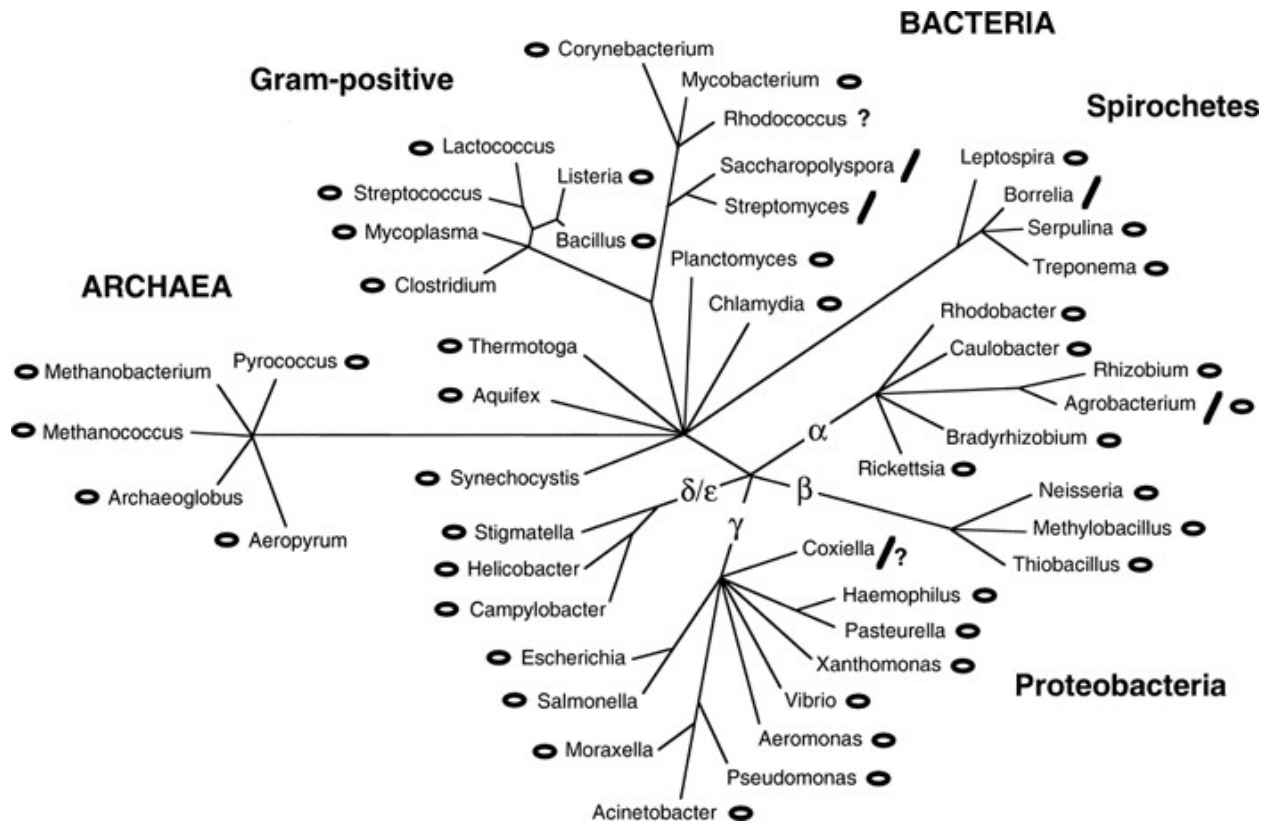 BACTERIA
Corynebacterium
Gram-positive
Mycobacterium
Rhodococcus ?
Spirochetes
Lactococcus
Listeria
Saccharopolyspora
Leptospira
Streptococcus
Streptomyces
Borrelia
Mycoplasma
Bacillus
Serpulina
Planctomyces
Treponema
ARCHAEA
Clostridium
Chlamydia
Rhodobacter
Thermotoga
Caulobacter
Pyrococcus
Methanobacterium
Rhizobium
Aquifex
Agrobacterium
Methanococcus
α
Bradyrhizobium
Rickettsia
Synechocystis
δ/ε
β
Neisseria
Archaeoglobus
Stigmatella
γ
Methylobacillus
Aeropyrum
Coxiella ?
Thiobacillus
Helicobacter
Haemophilus
Campylobacter
Pasteurella
Escherichia
Xanthomonas
Proteobacteria
Salmonella
Vibrio
Moraxella
Aeromonas
Pseudomonas
Acinetobacter